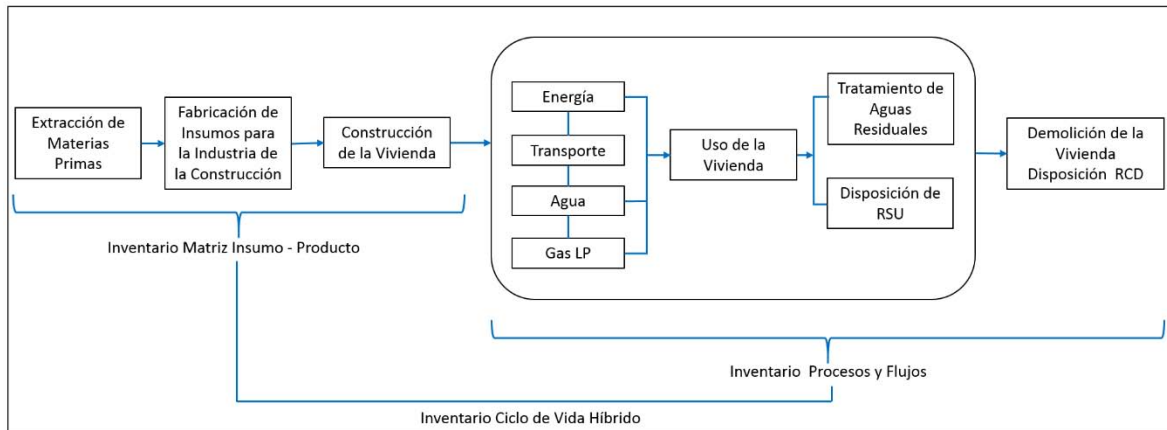 Extracción de
Materias
Primas
Fabricación de
Insumos para
la Industria de
la Construcción
Construcción
de la Vivienda
Energía
Transporte
Agua
Gas LP
Uso de la
Vivienda
Tratamiento de
Aguas
Residuales
Disposición de
RSU
Demolición de la
Vivienda
Disposición RCD
Inventario Matriz Insumo - Producto
Inventario Procesos y Flujos
Inventario Ciclo de Vida Híbrido